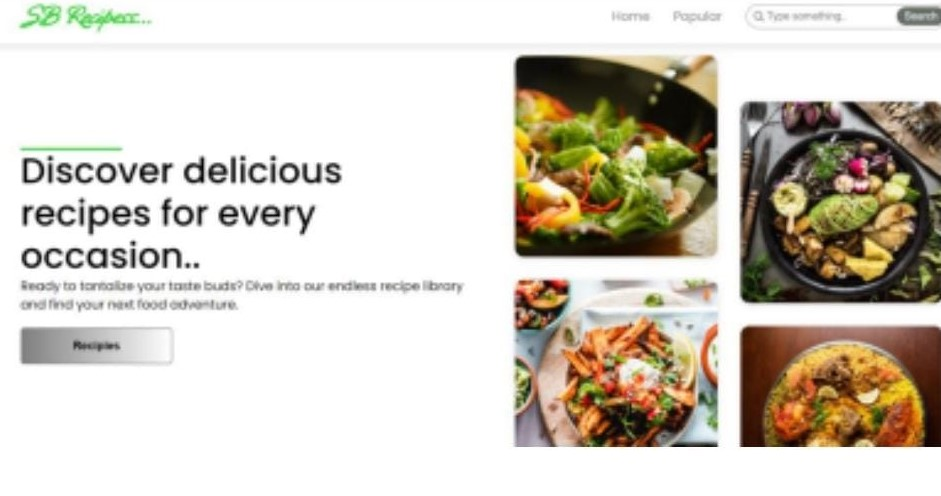 SB Recipess...
Home Popular Type something.. Search
Discover delicious
recipes for every
occasion..
Ready to tantalize your taste buds? Dive into our endless recipe library
and find your next food adventure.
Recipies